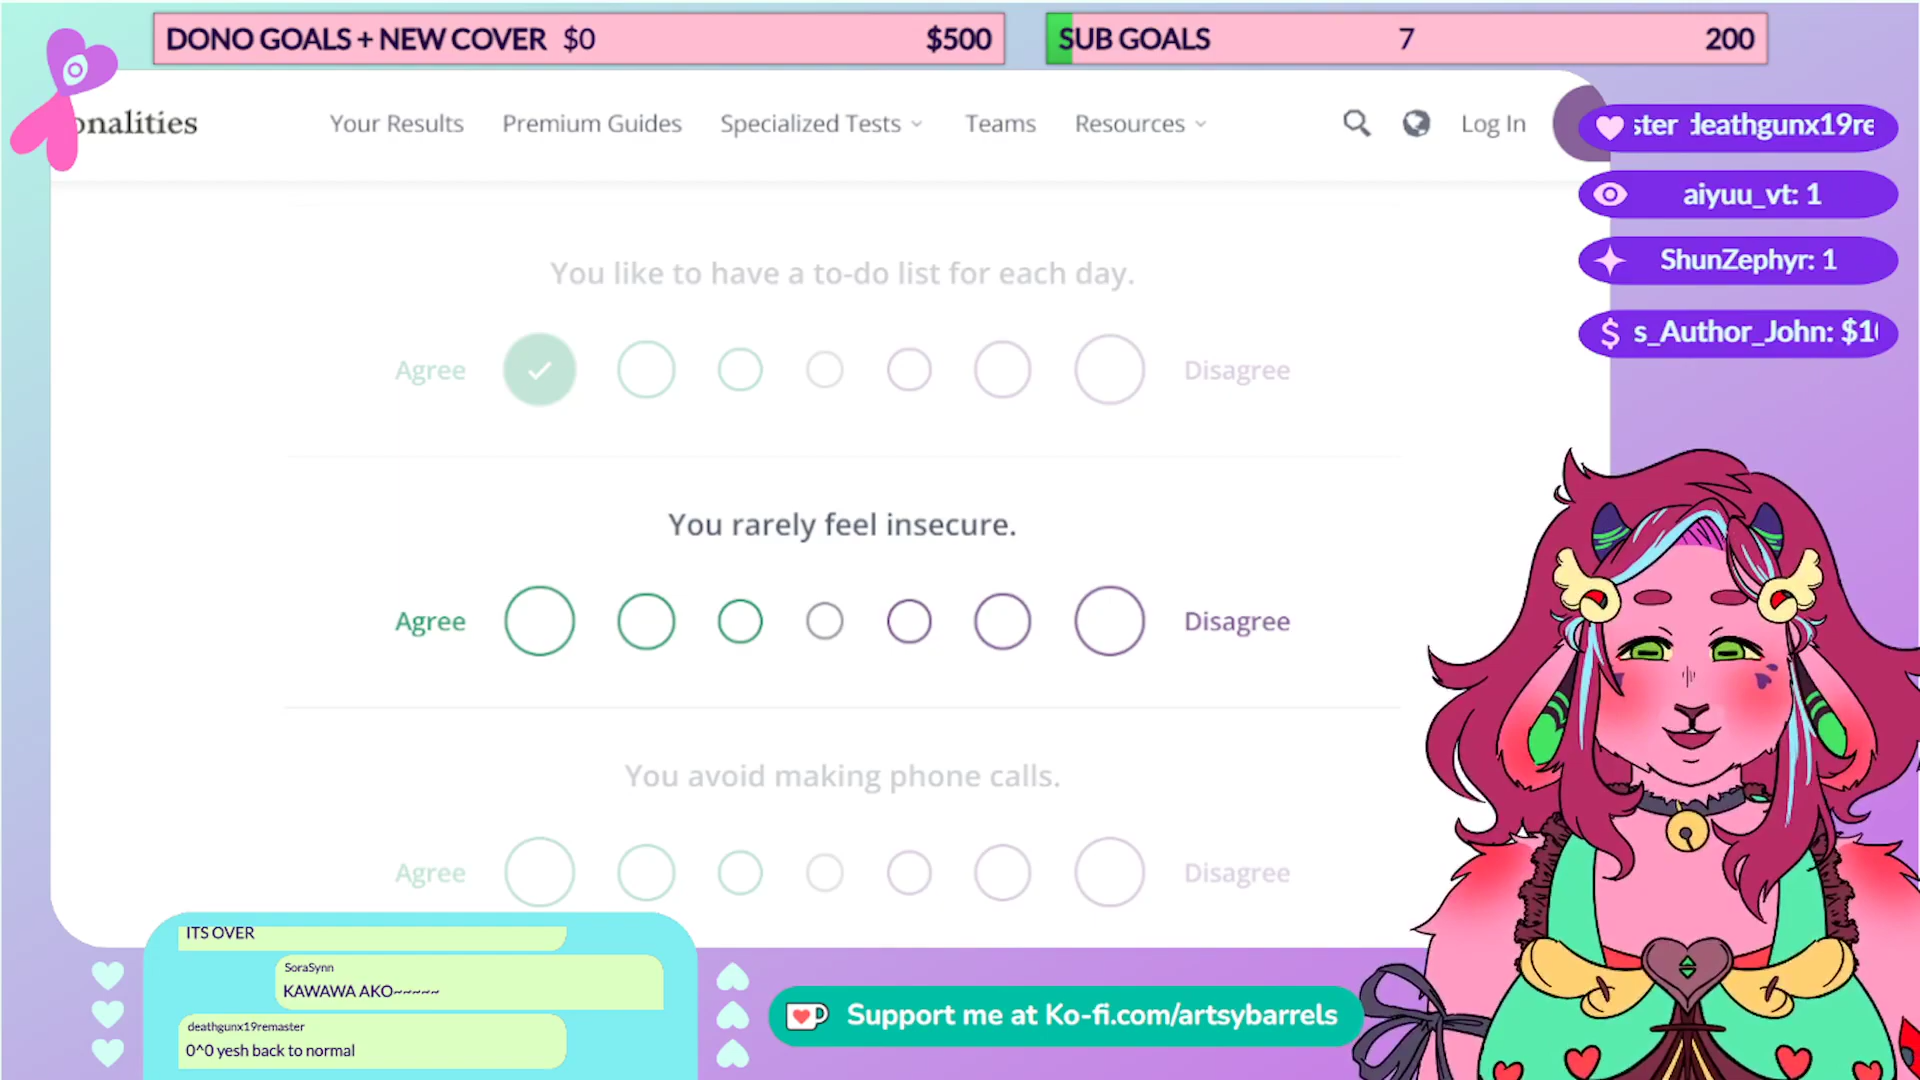 DONO GOALS + NEW COVER $0 $500
SUB GOALS 7 200
onalities
Your Results
Premium Guides
Specialized Tests
Teams
Resources
Log In
ster deathgunx19re
aiyuu_vt: 1
ShunZephyr: 1
s_Author_John: $1
You like to have a to-do list for each day.
Agree Disagree
You rarely feel insecure.
Agree Disagree
You avoid making phone calls.
Agree Disagree
ITS OVER
SoraSynn
KAWAWA AKO~~~~~
deathgunx19remaster
0^0 yesh back to normal
Support me at Ko-fi.com/artsybarrels